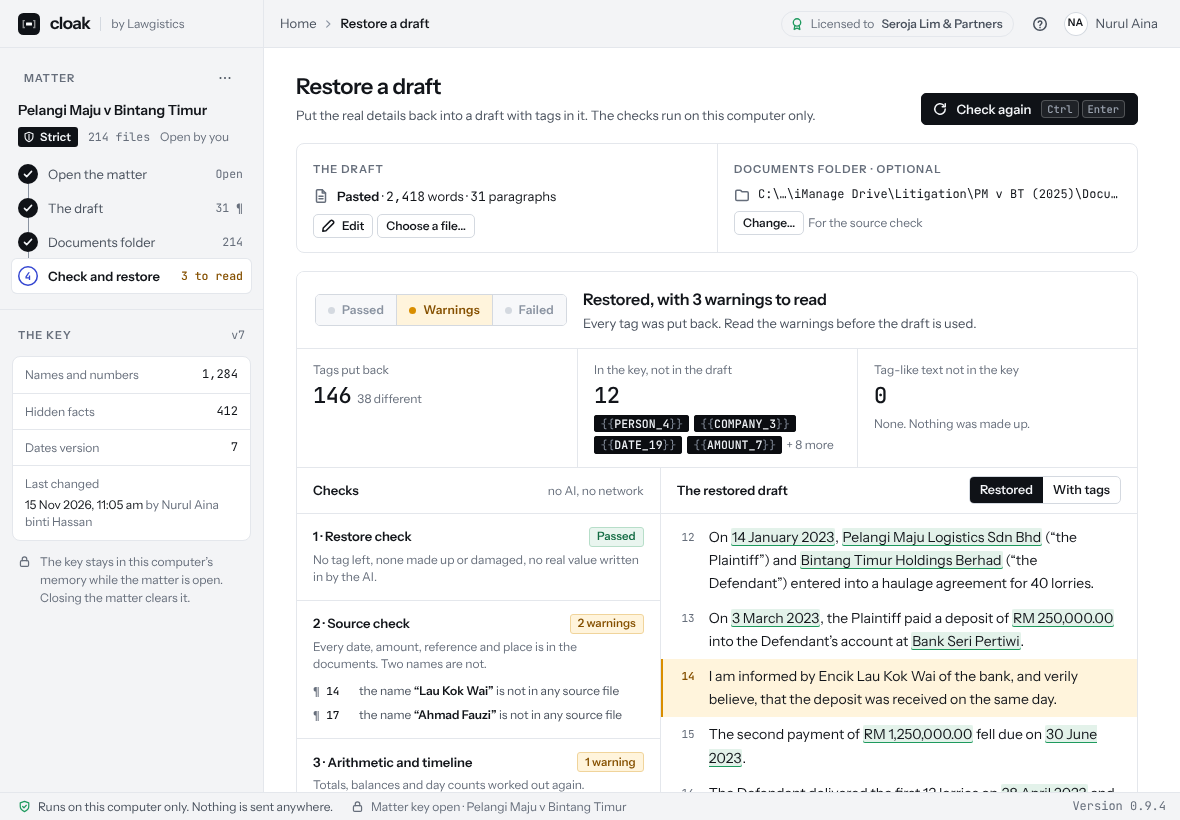 cloak by Lawgistics
Home > Restore a draft
Licensed to Seroja Lim & Partners
NA Nurul Aina
MATTER ...
Pelangi Maju v Bintang Timur
Strict 214 files Open by you
Open the matter Open
The draft 31 ¶
Documents folder 214
4 Check and restore 3 to read
THE KEY v7
Names and numbers 1,284
Hidden facts 412
Dates version 7
Last changed
15 Nov 2026, 11:05 am by Nurul Aina
binti Hassan
The key stays in this computer's
memory while the matter is open.
Closing the matter clears it.
Restore a draft
Put the real details back into a draft with tags in it. The checks run on this computer only.
Check again Ctrl Enter
THE DRAFT
Pasted · 2,418 words · 31 paragraphs
Edit Choose a file…
DOCUMENTS FOLDER · OPTIONAL
C:\…\iManage Drive\Litigation\PM v BT (2025)\Docu…
Change… For the source check
Passed Warnings Failed
Restored, with 3 warnings to read
Every tag was put back. Read the warnings before the draft is used.
Tags put back
146 38 different
In the key, not in the draft
12
{{PERSON_4}} {{COMPANY_3}}
{{DATE_19}} {{AMOUNT_7}} + 8 more
Tag-like text not in the key
0
None. Nothing was made up.
Checks no AI, no network
1 · Restore check Passed
No tag left, none made up or damaged, no real value written
in by the AI.
2 · Source check 2 warnings
Every date, amount, reference and place is in the
documents. Two names are not.
¶ 14 the name “Lau Kok Wai” is not in any source file
¶ 17 the name “Ahmad Fauzi” is not in any source file
3 · Arithmetic and timeline 1 warning
Totals, balances and day counts worked out again.
The restored draft Restored With tags
12 On 14 January 2023, Pelangi Maju Logistics Sdn Bhd (“the
Plaintiff”) and Bintang Timur Holdings Berhad (“the
Defendant”) entered into a haulage agreement for 40 lorries.
13 On 3 March 2023, the Plaintiff paid a deposit of RM 250,000.00
into the Defendant’s account at Bank Seri Pertiwi.
14 I am informed by Encik Lau Kok Wai of the bank, and verily
believe, that the deposit was received on the same day.
15 The second payment of RM 1,250,000.00 fell due on 30 June
2023.
The Defendant delivered the first 12 lorries on 28 April 2023 and
Runs on this computer only. Nothing is sent anywhere. Matter key open · Pelangi Maju v Bintang Timur
Version 0.9.4